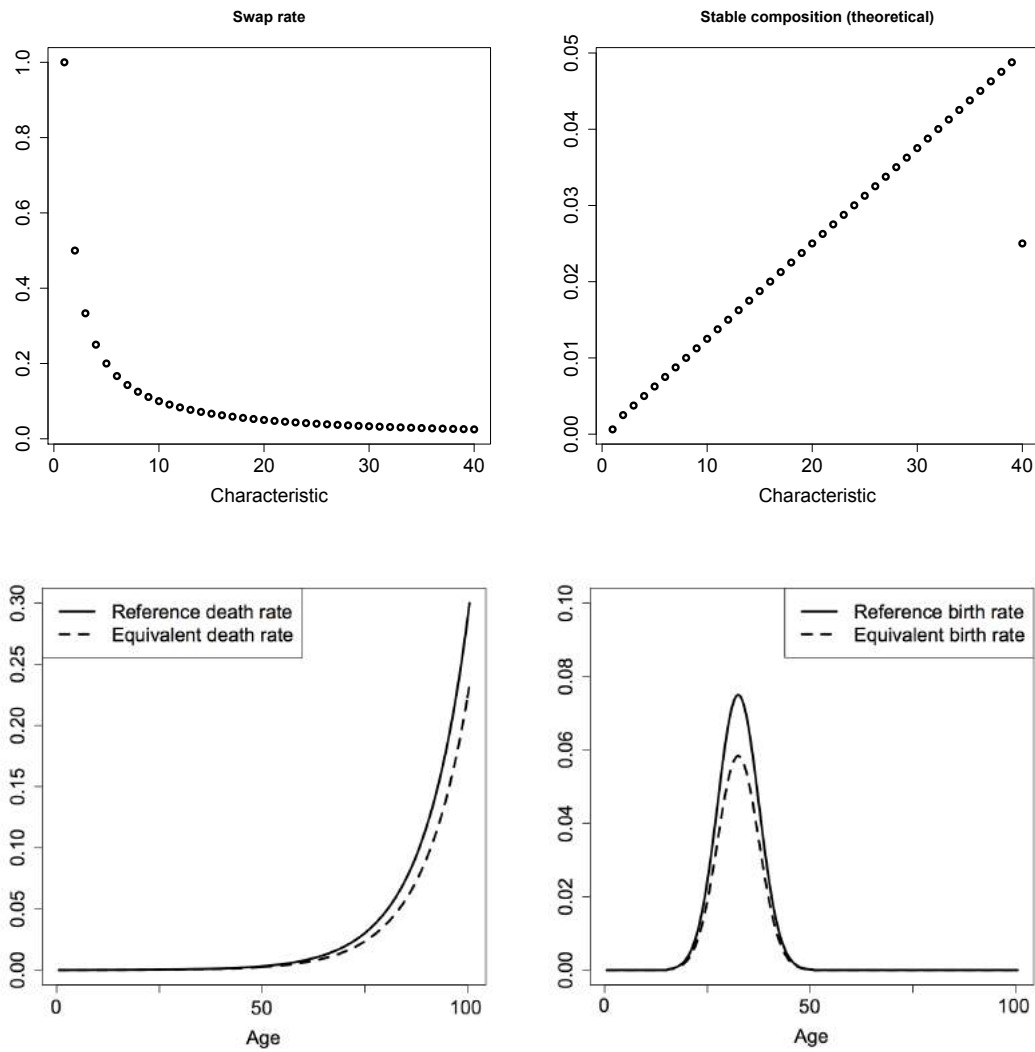 Swap rate
1.0
0.8
0.6
0.4
0.2
0.0
0 10 20 30 40
Characteristic
Stable composition (theoretical)
0.05
0.04
0.03
0.02
0.01
0.00
0 10 20 30 40
Characteristic
Reference death rate
Equivalent death rate
0.30
0.25
0.20
0.15
0.10
0.05
0.00
0 50 100
Age
Reference birth rate
Equivalent birth rate
0.10
0.08
0.06
0.04
0.02
0.00
0 50 100
Age